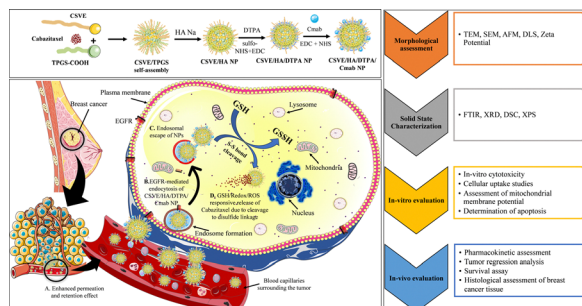 CSVE
Cabazitaxel
TPGS-COOH
CSVE/TPGS
self-assembly
HA Na
CSVE/HA NP
DTPA
sulfo-
NHS+EDC
CSVE/HA/DTPA NP
Cmab
EDC + NHS
CSVE/HA/DTPA/
Cmab NP
Breast cancer
A. Enhanced permeation
and retention effect
Plasma membrane
EGFR
C. Endosomal
escape of NPs
B.EGFR-mediated
endocytosis of
CSVE/HA/DTPA/
Cmab NP
Endosome formation
GSH
GSSH
S-S bond
cleavage
D. GSH/Redox/ROS
responsive release of
Cabazitaxel due to cleavage
to disulfide linkage
Lysosome
Mitochondria
Nucleus
Blood capillaries
surrounding the tumor
Morphological
assessment
• TEM, SEM, AFM, DLS, Zeta
Potential
Solid State
Characterization
• FTIR, XRD, DSC, XPS
In-vitro evaluation
• In-vitro cytotoxicity
• Cellular uptake studies
• Assessment of mitochondrial
membrane potential
• Determination of apoptosis
In-vivo evaluation
• Pharmacokinetic assessment
• Tumor regression analysis
• Survival assay
• Histological assessment of breast
cancer tissue